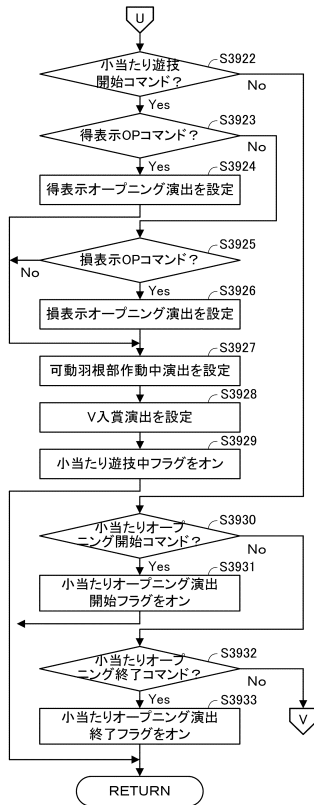 U
S3922
小当たり遊技
開始コマンド？
No
Yes
S3923
得表示OPコマンド？
No
Yes
S3924
得表示オープニング演出を設定
S3925
損表示OPコマンド？
No
Yes
S3926
損表示オープニング演出を設定
S3927
可動羽根部作動中演出を設定
S3928
V入賞演出を設定
S3929
小当たり遊技中フラグをオン
S3930
小当たりオープ
ニング開始コマンド？
No
Yes
S3931
小当たりオープニング演出
開始フラグをオン
S3932
小当たりオープ
ニング終了コマンド？
No
Yes
S3933
小当たりオープニング演出
終了フラグをオン
V
RETURN